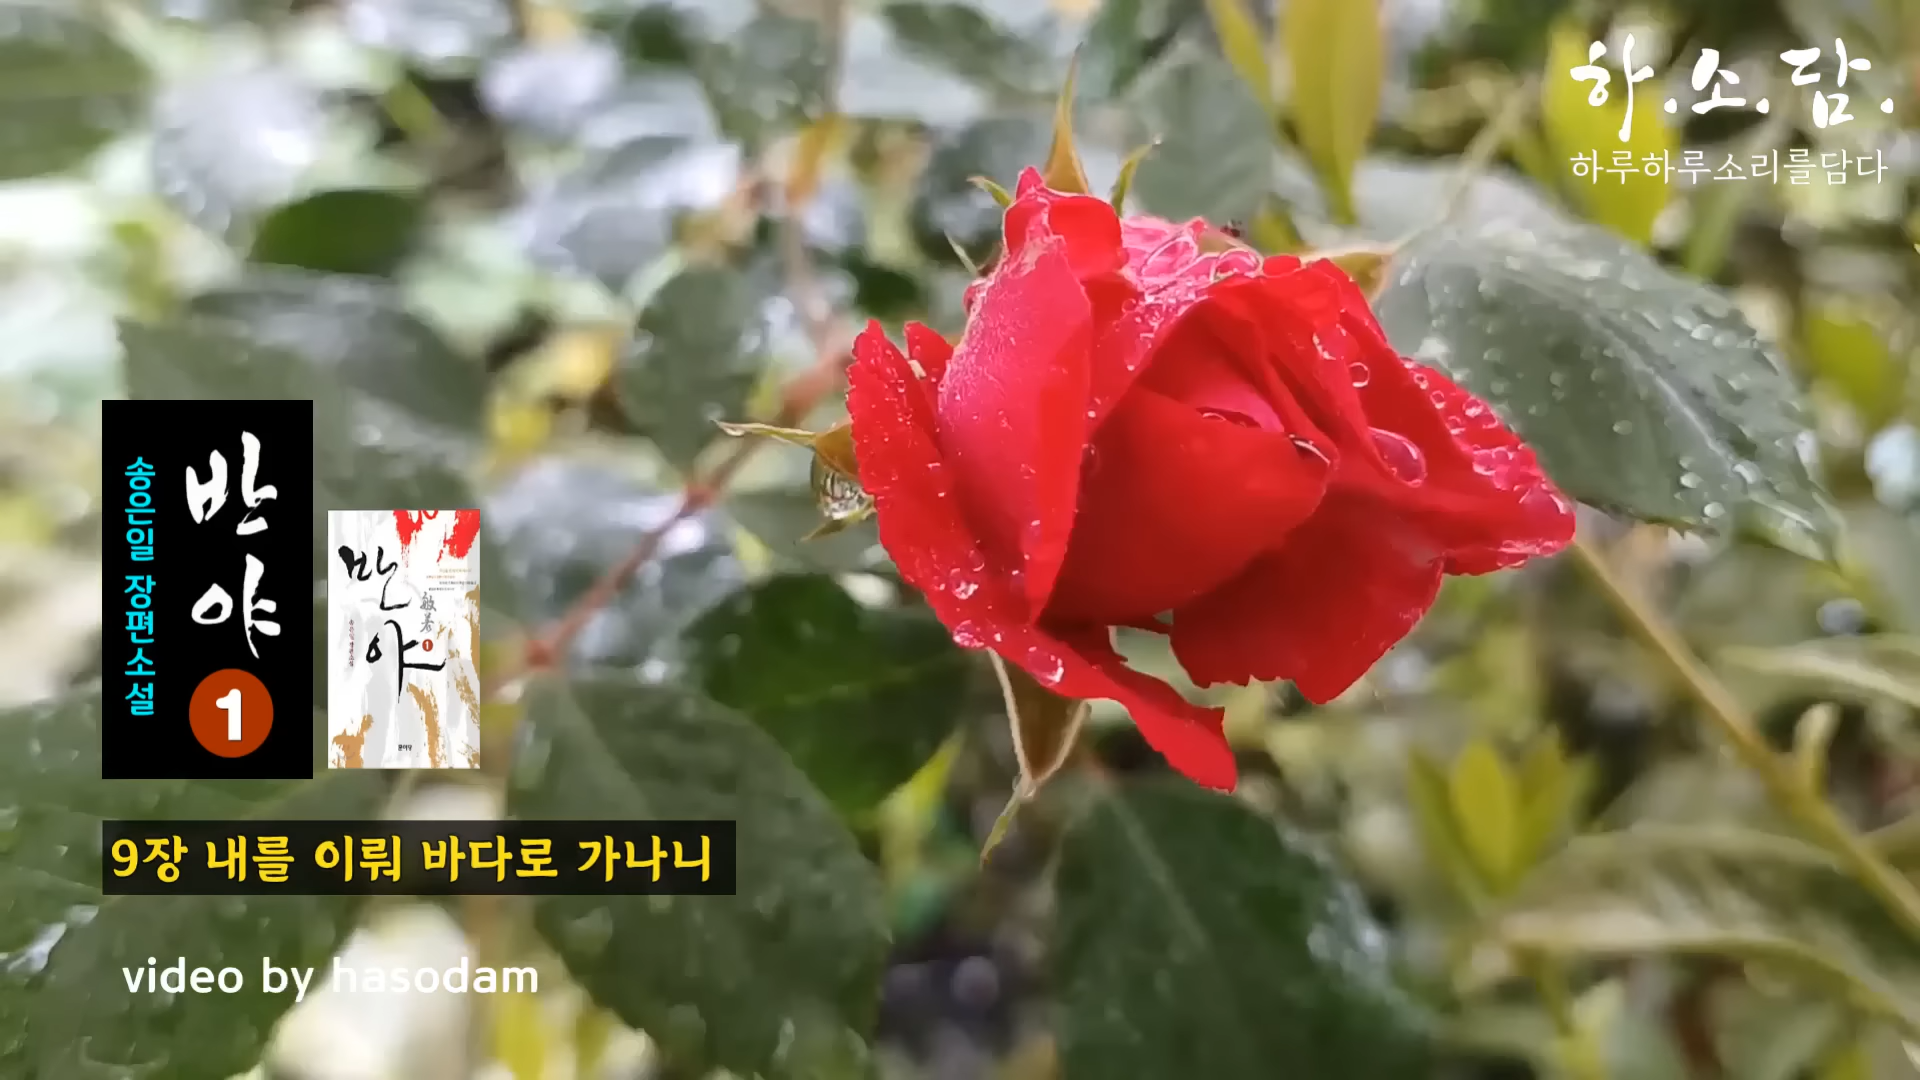 하.소.담.
하루하루소리를담다
송은일 장편소설
반야
1
반야
1
9장 내를 이뤄 바다로 가나니
video by hasodam